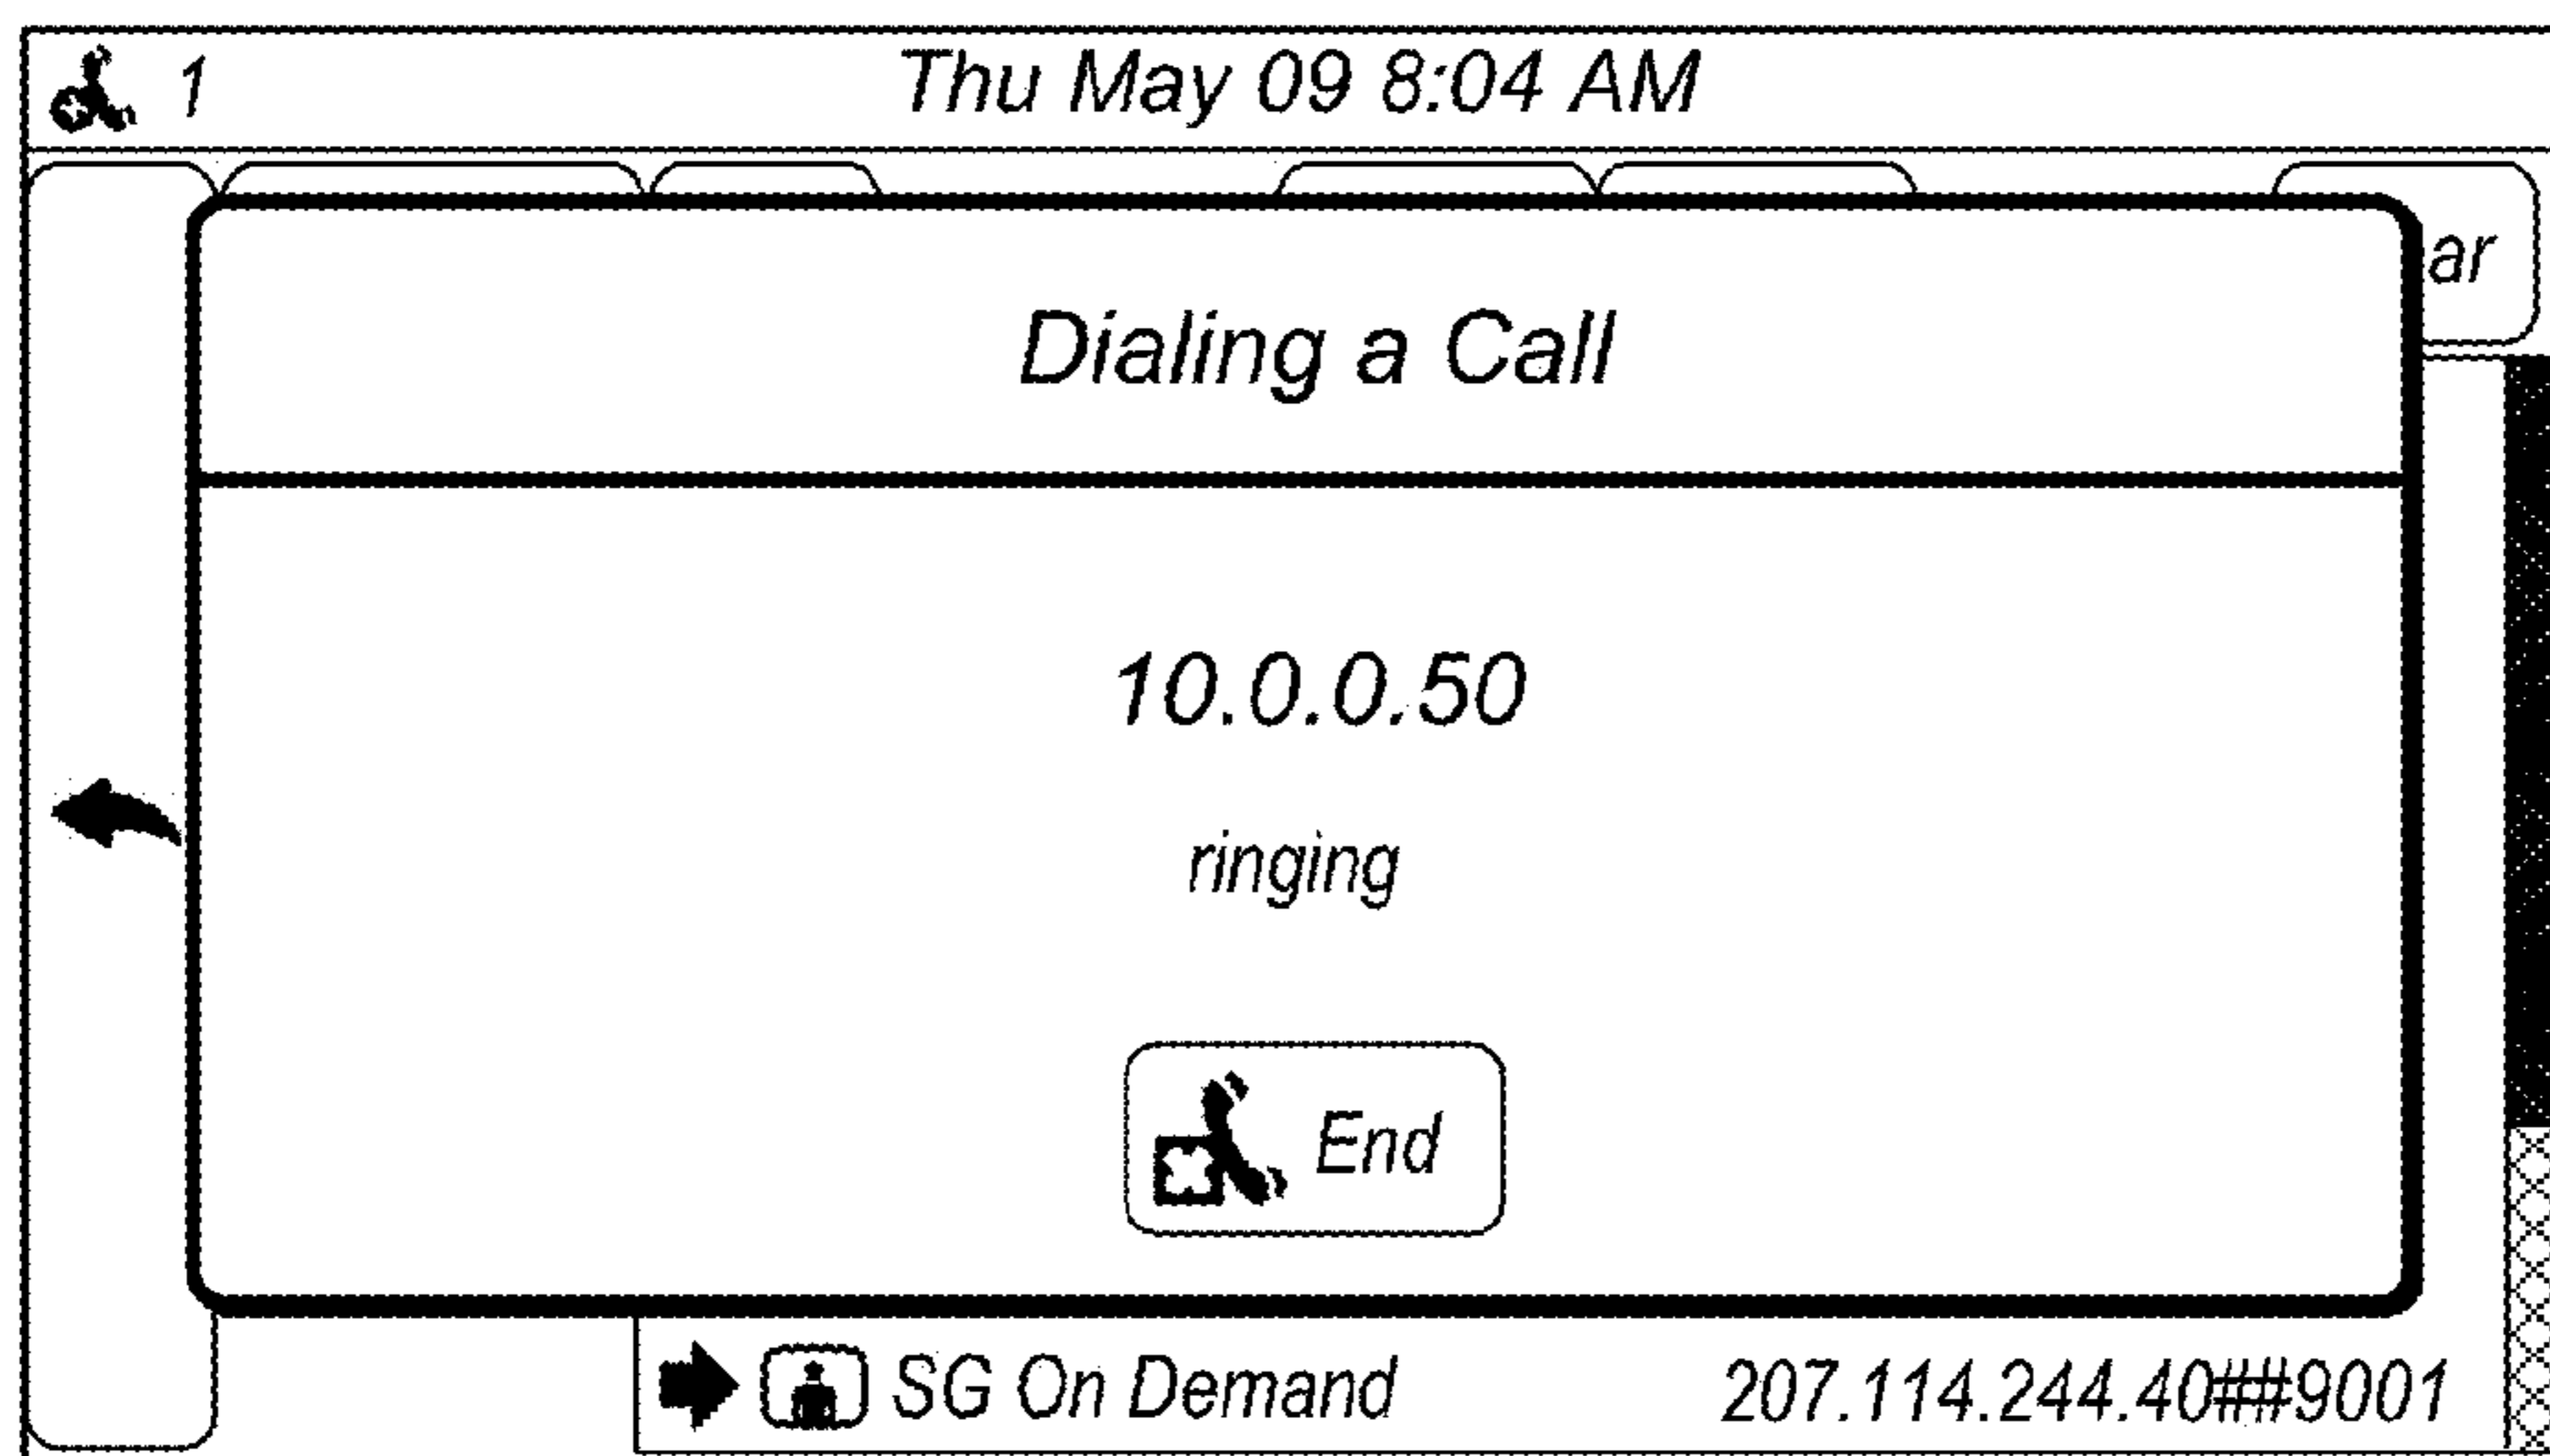 1 Thu May 09 8:04 AM
ar
Dialing a Call
10.0.0.50
ringing
End
SG On Demand 207.114.244.40##9001